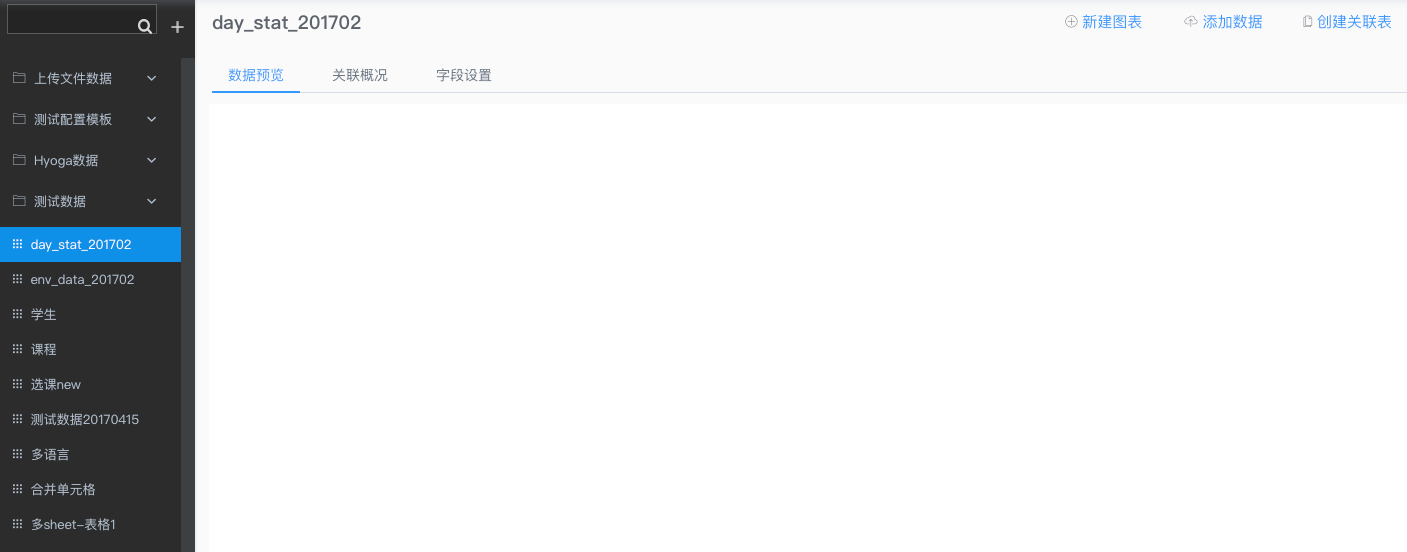 上传文件数据
测试配置模板
Hyoga数据
测试数据
day_stat_201702
env_data_201702
学生
课程
选课new
测试数据20170415
多语言
合并单元格
多sheet-表格1
day_stat_201702
新建图表 添加数据 创建关联表
数据预览 关联概况 字段设置